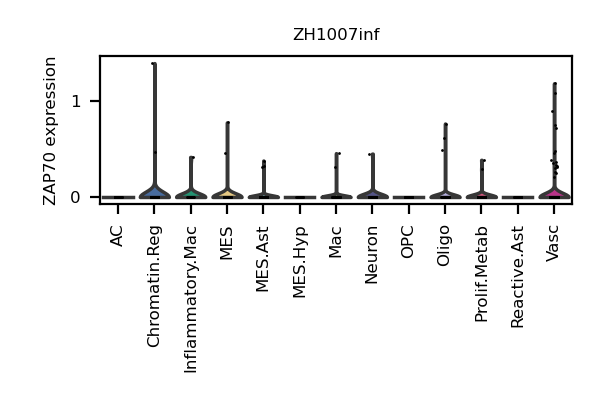 ZH1007inf
ZAP70 expression
1
0
AC
Chromatin.Reg
Inflammatory.Mac
MES
MES.Ast
MES.Hyp
Mac
Neuron
OPC
Oligo
Prolif.Metab
Reactive.Ast
Vasc